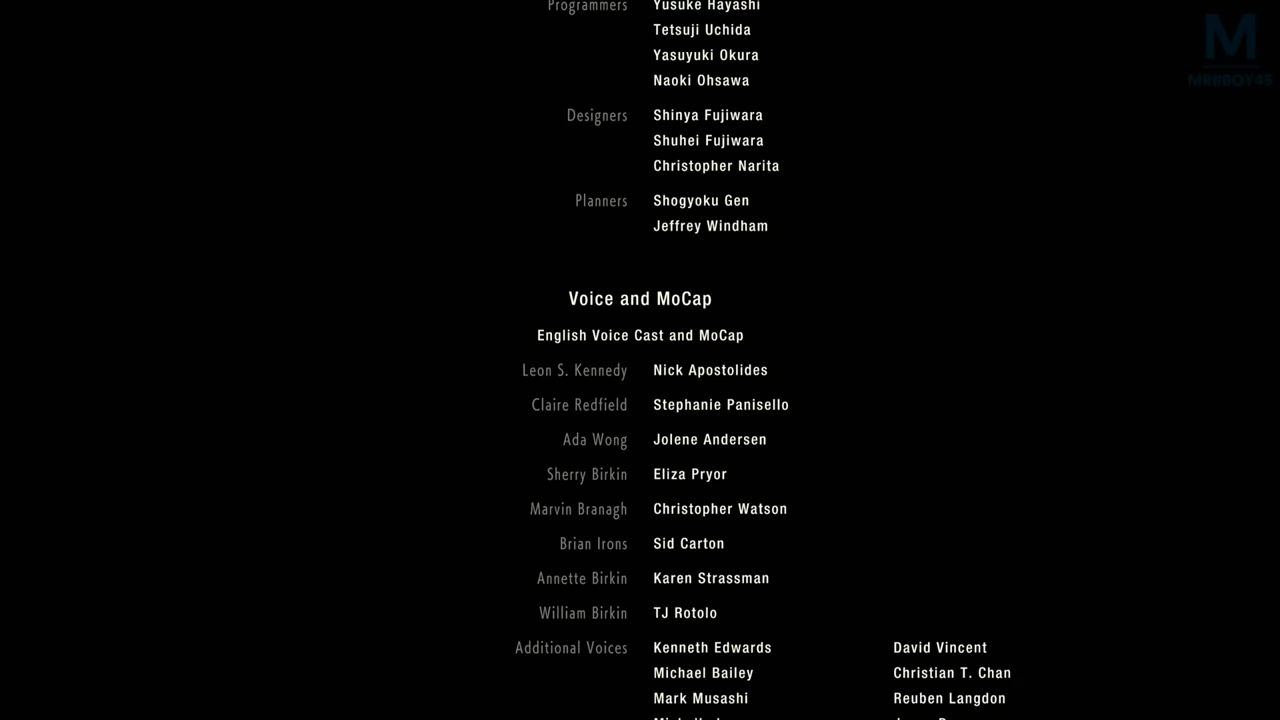 Programmers Yusuke Hayashi
Tetsuji Uchida
Yasuyuki Okura
Naoki Ohsawa
Designers Shinya Fujiwara
Shuhei Fujiwara
Christopher Narita
Planners Shogyoku Gen
Jeffrey Windham
Voice and MoCap
English Voice Cast and MoCap
Leon S. Kennedy Nick Apostolides
Claire Redfield Stephanie Panisello
Ada Wong Jolene Andersen
Sherry Birkin Eliza Pryor
Marvin Branagh Christopher Watson
Brian Irons Sid Carton
Annette Birkin Karen Strassman
William Birkin TJ Rotolo
Additional Voices Kenneth Edwards David Vincent
Michael Bailey Christian T. Chan
Mark Musashi Reuben Langdon
M
MRBBOY45